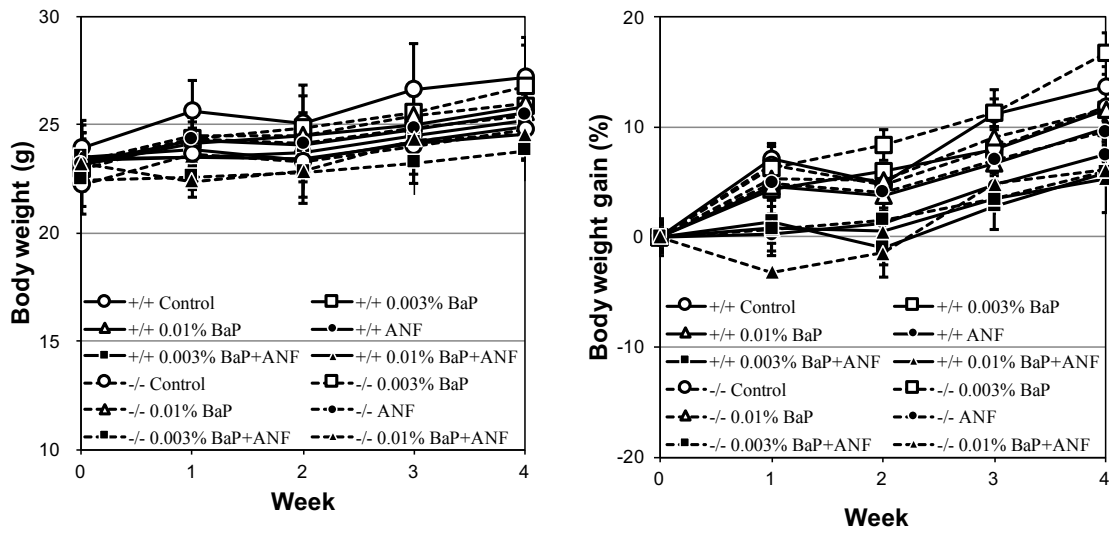 30
25
20
15
10
Body weight (g)
+/+ Control +/+ 0.003% BaP
+/+ 0.01% BaP +/+ ANF
+/+ 0.003% BaP+ANF +/+ 0.01% BaP+ANF
-/- Control -/- 0.003% BaP
-/- 0.01% BaP -/- ANF
-/- 0.003% BaP+ANF -/- 0.01% BaP+ANF
0 1 2 3 4
Week
20
10
0
-10
-20
Body weight gain (%)
+/+ Control +/+ 0.003% BaP
+/+ 0.01% BaP +/+ ANF
+/+ 0.003% BaP+ANF +/+ 0.01% BaP+ANF
-/- Control -/- 0.003% BaP
-/- 0.01% BaP -/- ANF
-/- 0.003% BaP+ANF -/- 0.01% BaP+ANF
0 1 2 3 4
Week